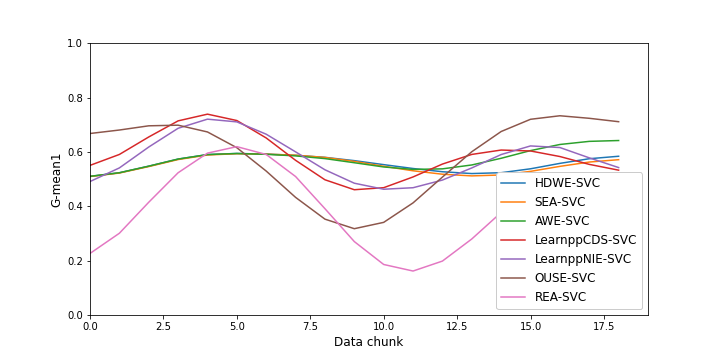 1.0
0.8
0.6
0.4
0.2
0.0
G-mean1
0.0 2.5 5.0 7.5 10.0 12.5 15.0 17.5
Data chunk
HDWE-SVC
SEA-SVC
AWE-SVC
LearnppCDS-SVC
LearnppNIE-SVC
OUSE-SVC
REA-SVC